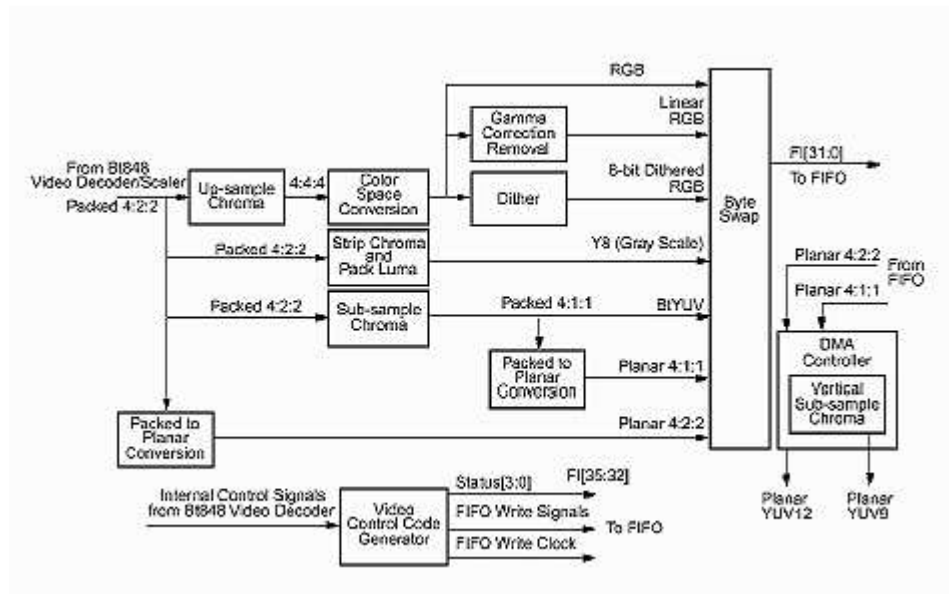 RGB
Linear
RGB
Gamma
Correction
Removal
FI[31:0]
To FIFO
From Bt848
Video Decoder/Scaler
Packed 4:2:2
Up-sample
Chroma
4:4:4
Color
Space
Conversion
Dither
8-bit Dithered
RGB
Byte
Swap
Packed 4:2:2
Strip Chroma
and
Pack Luma
Y8 (Gray Scale)
Planar 4:2:2
From
FIFO
Planar 4:1:1
Packed 4:2:2
Sub-sample
Chroma
Packed 4:1:1
BtYUV
DMA
Controller
Vertical
Sub-sample
Chroma
Packed to
Planar
Conversion
Planar 4:1:1
Packed to
Planar
Conversion
Planar 4:2:2
Planar
YUV12
Planar
YUV9
Internal Control Signals
from Bt848 Video Decoder
Video
Control Code
Generator
Status[3:0]
FI[35:32]
FIFO Write Signals
To FIFO
FIFO Write Clock